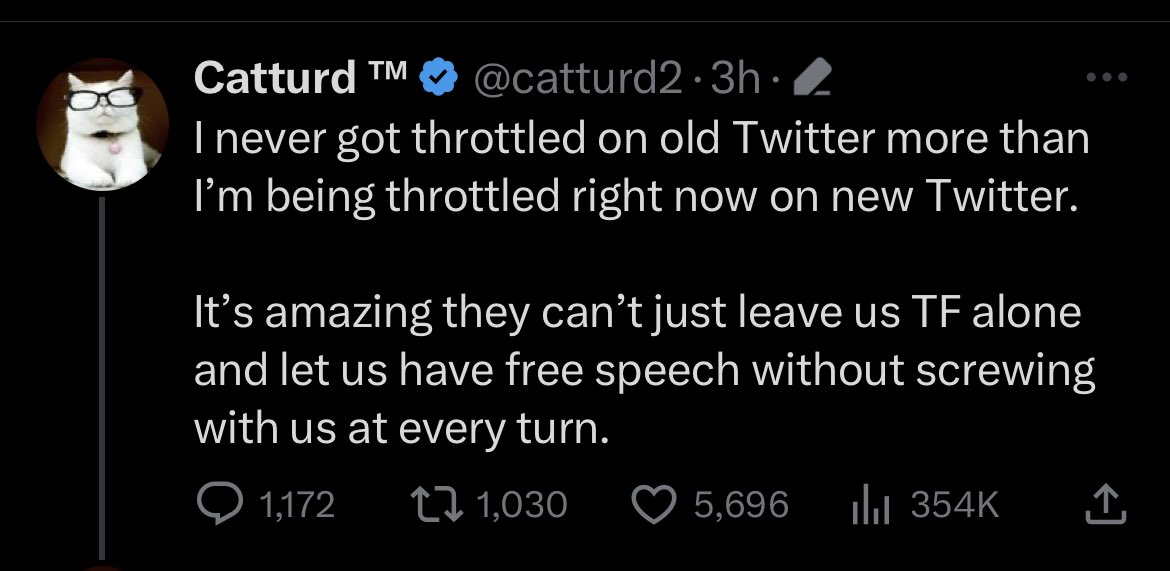 Catturd ™ @catturd2 · 3h ·
I never got throttled on old Twitter more than
I’m being throttled right now on new Twitter.
It’s amazing they can’t just leave us TF alone
and let us have free speech without screwing
with us at every turn.
1,172 1,030 5,696 354K